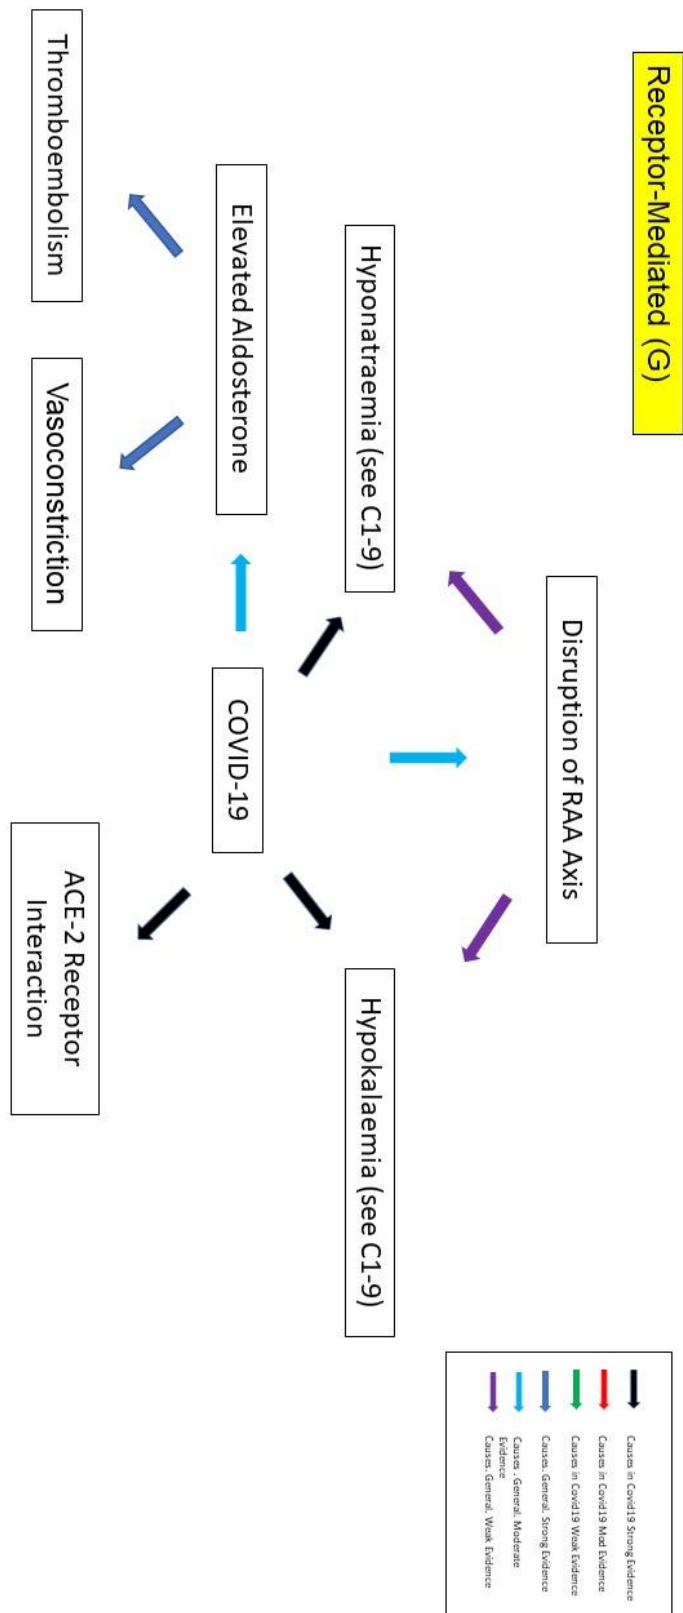 Receptor-Mediated (G)
Disruption of RAA Axis
Hyponatraemia (see C1-9)
Hypokalaemia (see C1-9)
Elevated Aldosterone
COVID-19
Thromboembolism
Vasoconstriction
ACE-2 Receptor
Interaction
Causes in Covid19 Strong Evidence
Causes in Covid19 Mod Evidence
Causes in Covid19 Weak Evidence
Causes. General. Strong Evidence
Causes . General. Moderate
Evidence
Causes. General. Weak Evidence